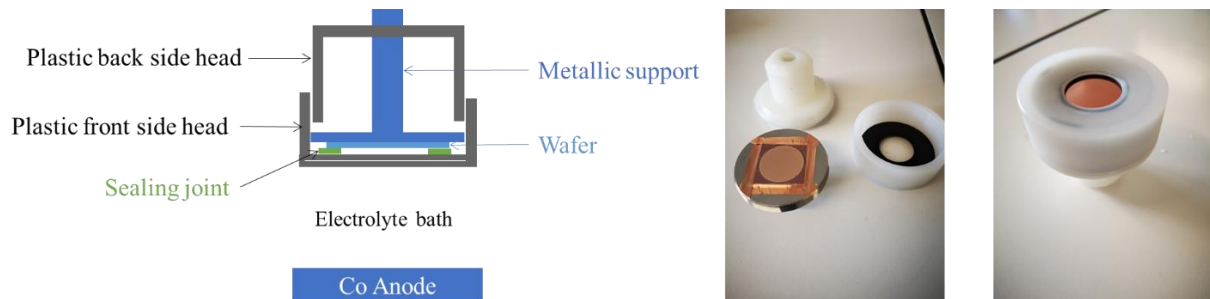 Plastic back side head
Metallic support
Plastic front side head
Wafer
Sealing joint
Electrolyte bath
Co Anode